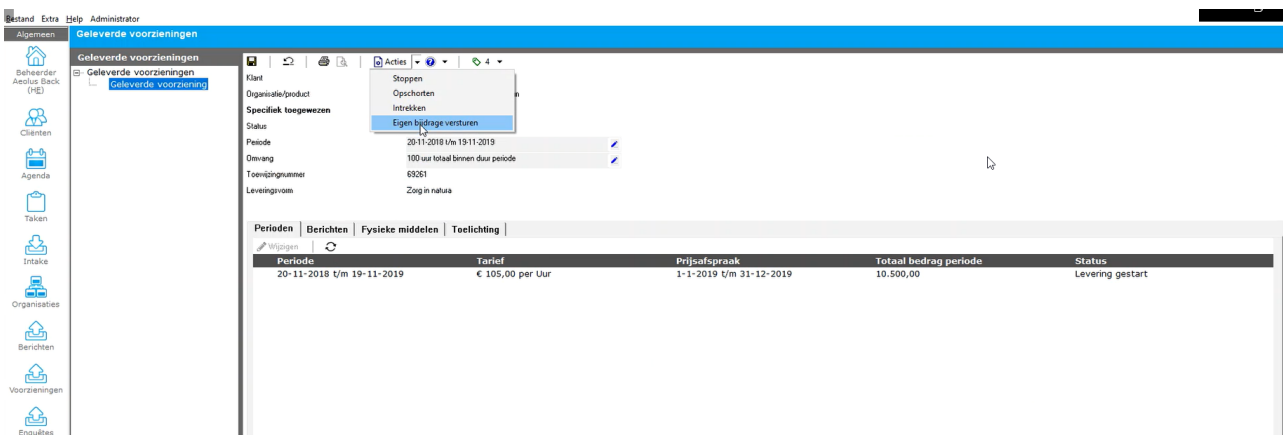 Bestand Extra Help Administrator
Algemeen
Geleverde voorzieningen
Beheerder
Aeolus Back
(HE)
Cliënten
Agenda
Taken
Intake
Organisaties
Berichten
Voorzieningen
Enquêtes
Geleverde voorzieningen
Geleverde voorzieningen
Geleverde voorziening
Acties 4
Stoppen
Opschorten
Intrekken
Eigen bijdrage versturen
Klant
Organisatie/product n
Specifiek toegewezen
Status
Periode 20-11-2018 t/m 19-11-2019
Omvang 100 uur totaal binnen duur periode
Toewijzingnummer 69261
Leveringsvorm Zorg in natura
Perioden Berichten Fysieke middelen Toelichting
Wijzigen
Periode Tarief Prijsafspraak Totaal bedrag periode Status
20-11-2018 t/m 19-11-2019 € 105,00 per Uur 1-1-2019 t/m 31-12-2019 10.500,00 Levering gestart